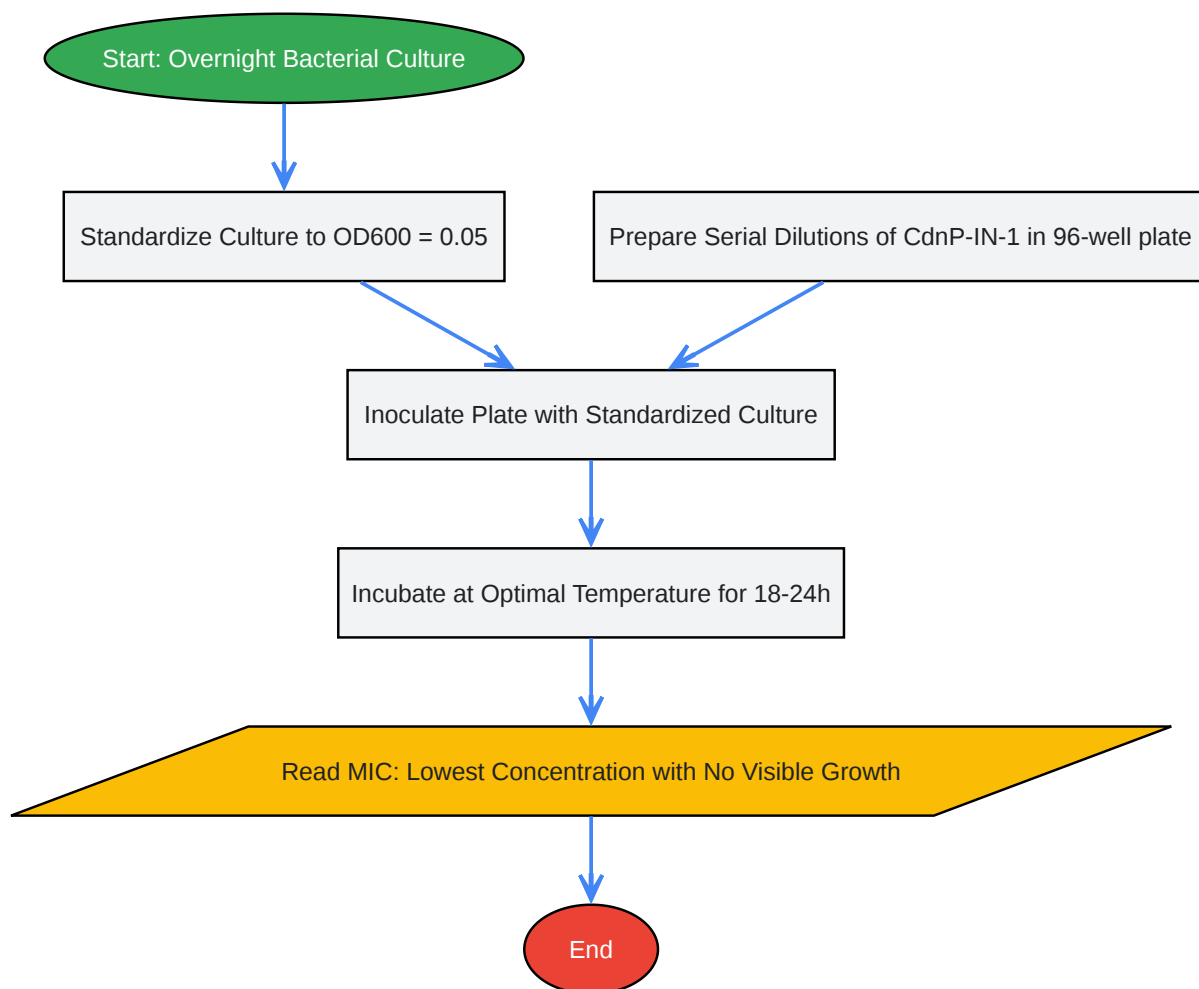 Start: Overnight Bacterial Culture
Standardize Culture to OD600 = 0.05
Prepare Serial Dilutions of CdnP-IN-1 in 96-well plate
Inoculate Plate with Standardized Culture
Incubate at Optimal Temperature for 18-24h
Read MIC: Lowest Concentration with No Visible Growth
End